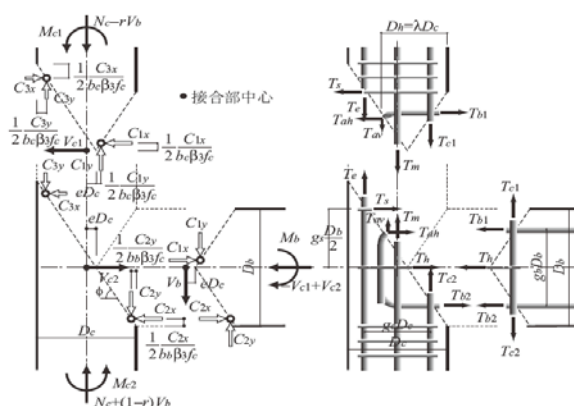 Nc−rVb
Mc1
C3x
1/2 C3x/bcβ3fc
C3y
1/2 C3y/bcβ3fc
Vc1
C1x
1/2 C1x/bcβ3fc
C1y
1/2 C1y/bcβ3fc
eDc
●接合部中心
C3y
C3x
eDc
1/2 C2y/bbβ3fc
C1y
C1x
Vc2
Vb
eDc
Db
Mb
−Vc1+Vc2
φ
C2y
C2x
C2x
1/2 C2x/bbβ3fc
C2y
Dc
Mc2
Nc+(1−r)Vb
Dh=λDc
Ts
Te
Tah
Tav
Tb1
Tc1
Tm
Te
Ts
Tm
Tav
Tah
gs Db/2
Tc1
Tb1
Th
Th
gbDb
Db
Tc2
Tb2
Tb2
gcDc
Dc
Tc2